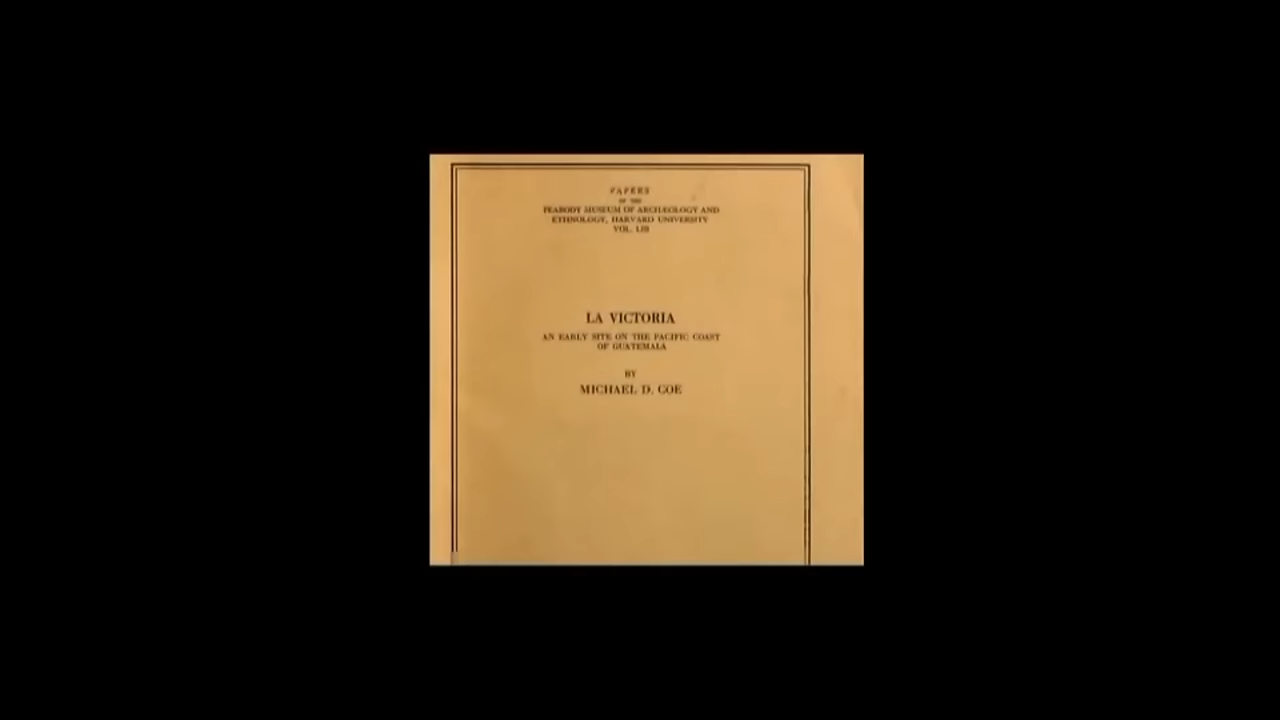 PAPERS
OF THE
PEABODY MUSEUM OF ARCHÆOLOGY AND
ETHNOLOGY, HARVARD UNIVERSITY
VOL. LIII
LA VICTORIA
AN EARLY SITE ON THE PACIFIC COAST
OF GUATEMALA
BY
MICHAEL D. COE